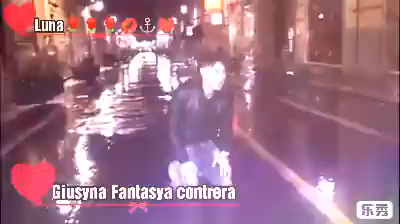 Luna🌹❤️🌹💋⚓❤️
Giusyna Fantasya contrera
乐秀